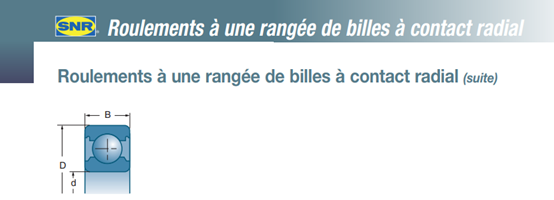 SNR Roulements à une rangée de billes à contact radial
Roulements à une rangée de billes à contact radial (suite)
B
D
d